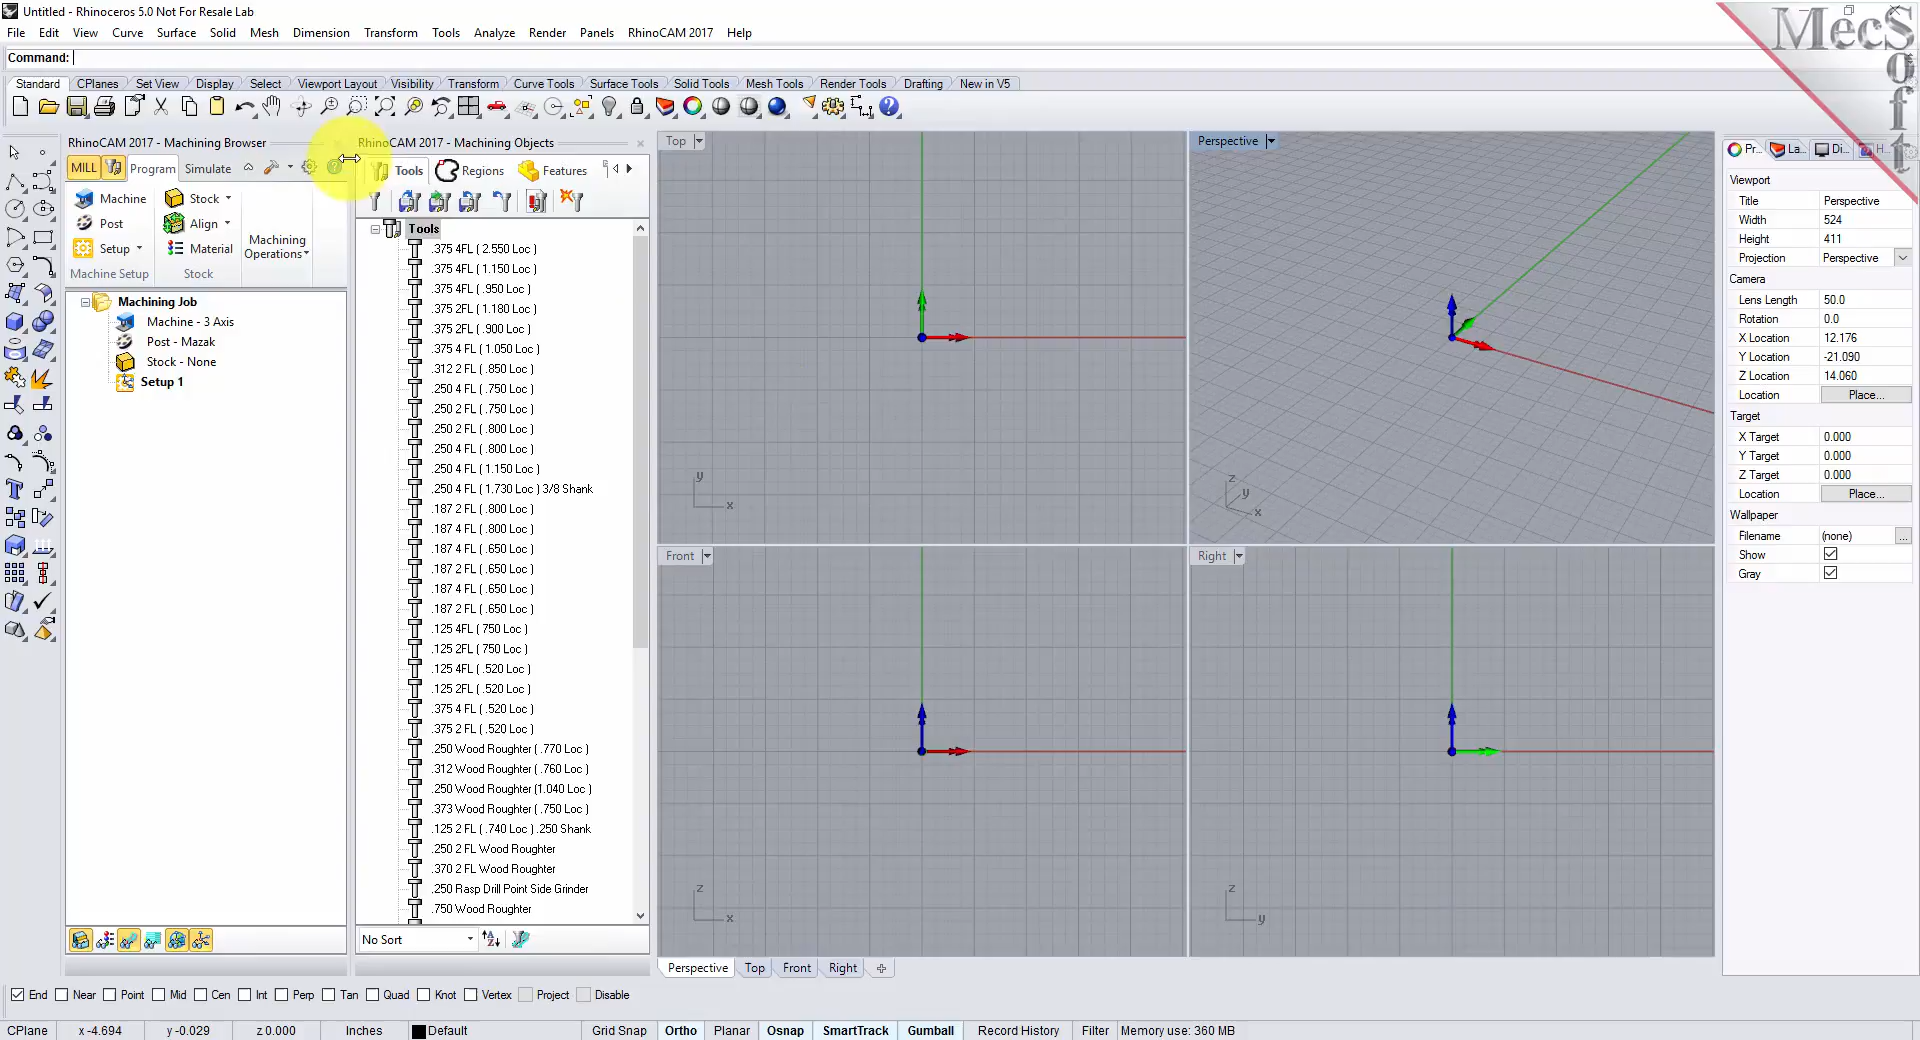 Untitled - Rhinoceros 5.0 Not For Resale Lab
File Edit View Curve Surface Solid Mesh Dimension Transform Tools Analyze Render Panels RhinoCAM 2017 Help
Command:
Standard CPlanes Set View Display Select Viewport Layout Visibility Transform Curve Tools Surface Tools Solid Tools Mesh Tools Render Tools Drafting New in V5
MecSoft
RhinoCAM 2017 - Machining Browser
MILL Program Simulate
Machine Stock
Post Align
Setup Material
Machining Operations
Machine Setup Stock
Machining Job
Machine - 3 Axis
Post - Mazak
Stock - None
Setup 1
RhinoCAM 2017 - Machining Objects
Tools Regions Features
Tools
.375 4FL ( 2.550 Loc )
.375 4FL ( 1.150 Loc )
.375 4FL ( .950 Loc )
.375 2FL ( 1.180 Loc )
.375 2FL ( .900 Loc )
.375 4 FL ( 1.050 Loc )
.312 2 FL ( .850 Loc )
.250 4 FL ( .750 Loc )
.250 2 FL ( .750 Loc )
.250 2 FL ( .800 Loc )
.250 4 FL ( .800 Loc )
.250 4 FL ( 1.150 Loc )
.250 4 FL ( 1.730 Loc ) 3/8 Shank
.187 2 FL ( .800 Loc )
.187 4 FL ( .800 Loc )
.187 4 FL ( .650 Loc )
.187 2 FL ( .650 Loc )
.187 4 FL ( .650 Loc )
.187 2 FL ( .650 Loc )
.125 4FL ( 750 Loc )
.125 2FL ( 750 Loc )
.125 4FL ( .520 Loc )
.125 2FL ( .520 Loc )
.375 4 FL ( .520 Loc )
.375 2 FL ( .520 Loc )
.250 Wood Roughter ( .770 Loc )
.312 Wood Roughter ( .760 Loc )
.250 Wood Roughter (1.040 Loc )
.373 Wood Roughter ( .750 Loc )
.125 2 FL ( .740 Loc ) .250 Shank
.250 2 FL Wood Roughter
.370 2 FL Wood Roughter
.250 Rasp Drill Point Side Grinder
.750 Wood Roughter
No Sort
Top
y
x
Perspective
z
y
x
Front
z
x
Right
z
y
Perspective Top Front Right
Pr... La... Di... H...
Viewport
Title Perspective
Width 524
Height 411
Projection Perspective
Camera
Lens Length 50.0
Rotation 0.0
X Location 12.176
Y Location -21.090
Z Location 14.060
Location Place...
Target
X Target 0.000
Y Target 0.000
Z Target 0.000
Location Place...
Wallpaper
Filename (none) ...
Show
Gray
End Near Point Mid Cen Int Perp Tan Quad Knot Vertex Project Disable
CPlane x -4.694 y -0.029 z 0.000 Inches Default Grid Snap Ortho Planar Osnap SmartTrack Gumball Record History Filter Memory use: 360 MB